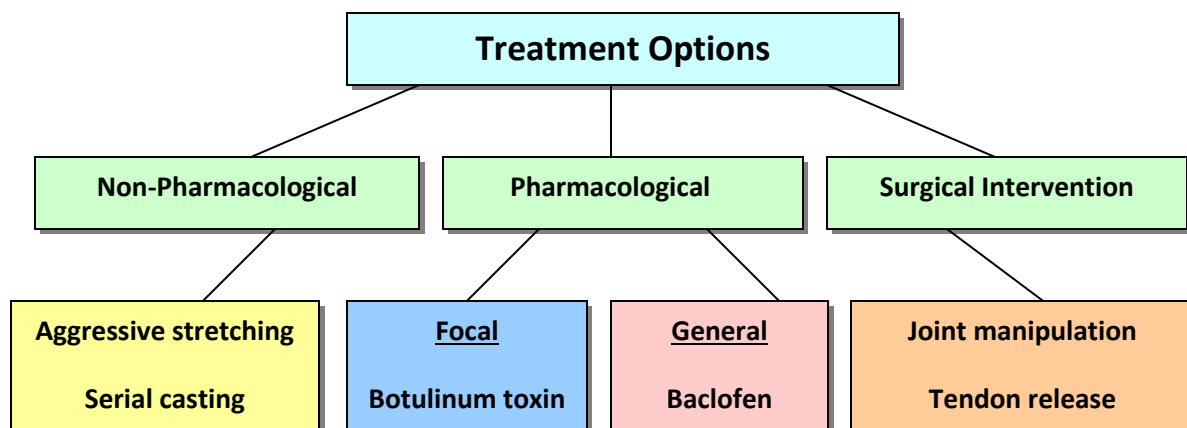 Treatment Options
Non-Pharmacological
Pharmacological
Surgical Intervention
Aggressive stretching
Serial casting
Focal
Botulinum toxin
General
Baclofen
Joint manipulation
Tendon release